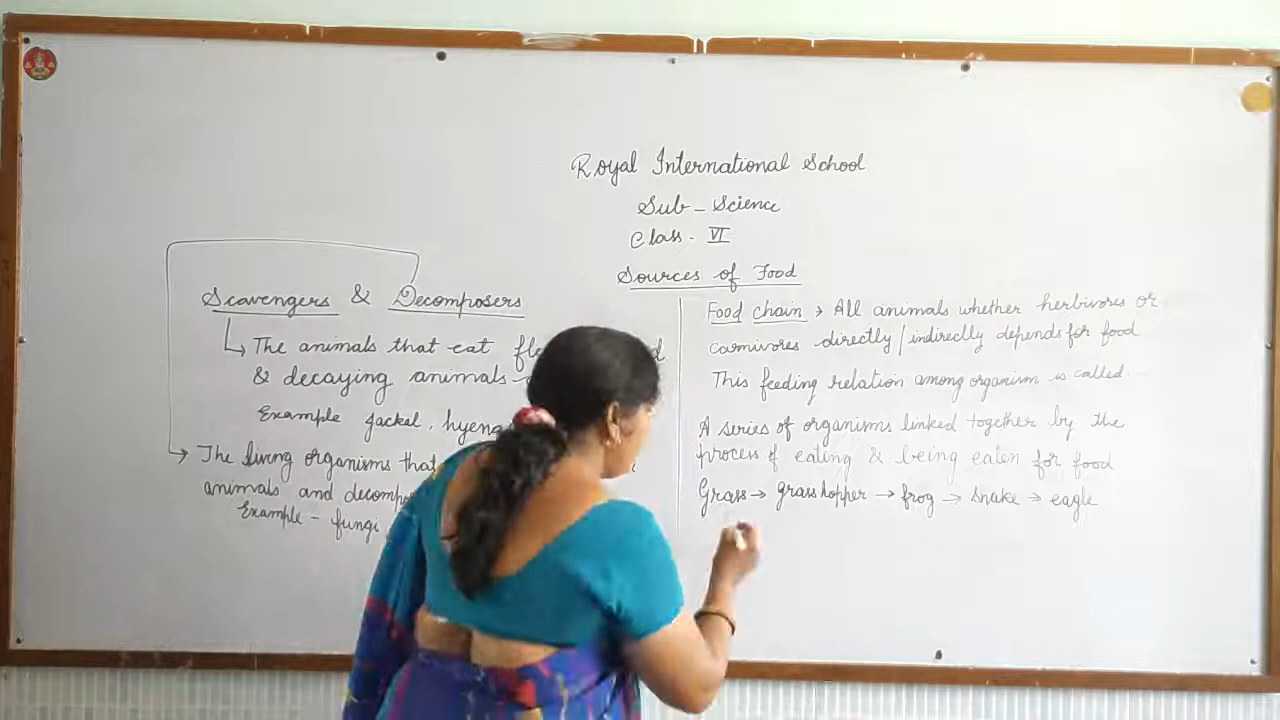 Royal International School
Sub - Science
Class - VI
Sources of Food
Scavengers & Decomposers
The animals that eat
& decaying animals
Example Jackal, hyena
The living organisms that
animals and
Example - fungi
Food chain → All animals whether herbivores or
carnivores directly/indireclly depends for food
This feeding relation among organism is called ....
A series of organisms linked together by the
process of eating & being eaten for food
Grass → grasshopper → frog → Snake → eagle